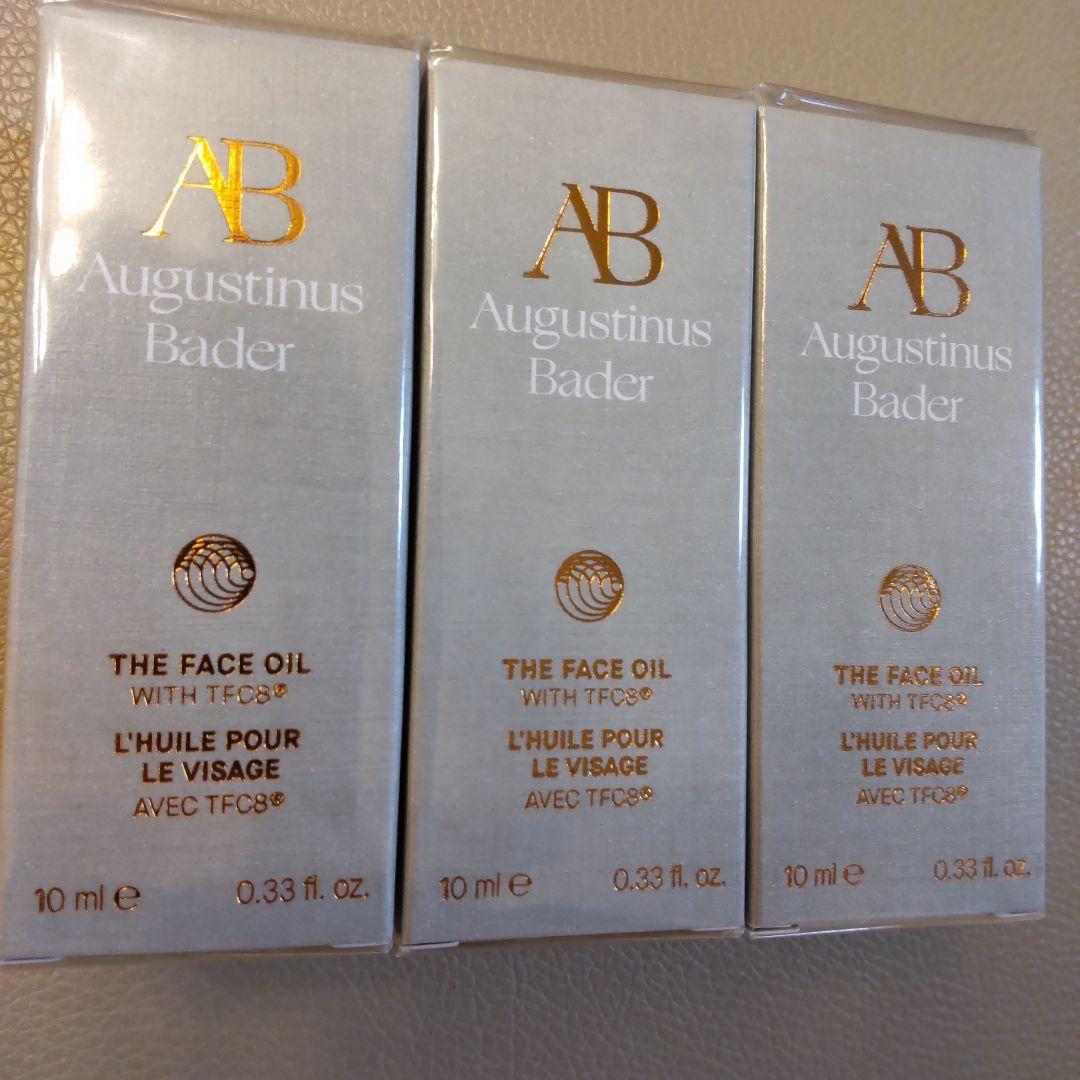 AB
Augustinus
Bader
THE FACE OIL
WITH TFC8®
L'HUILE POUR
LE VISAGE
AVEC TFC8®
10 ml ℮ 0.33 fl. oz.
AB
Augustinus
Bader
THE FACE OIL
WITH TFC8®
L'HUILE POUR
LE VISAGE
AVEC TFC8®
10 ml ℮ 0.33 fl. oz.
AB
Augustinus
Bader
THE FACE OIL
WITH TFC8®
L'HUILE POUR
LE VISAGE
AVEC TFC8®
10 ml ℮ 0.33 fl. oz.